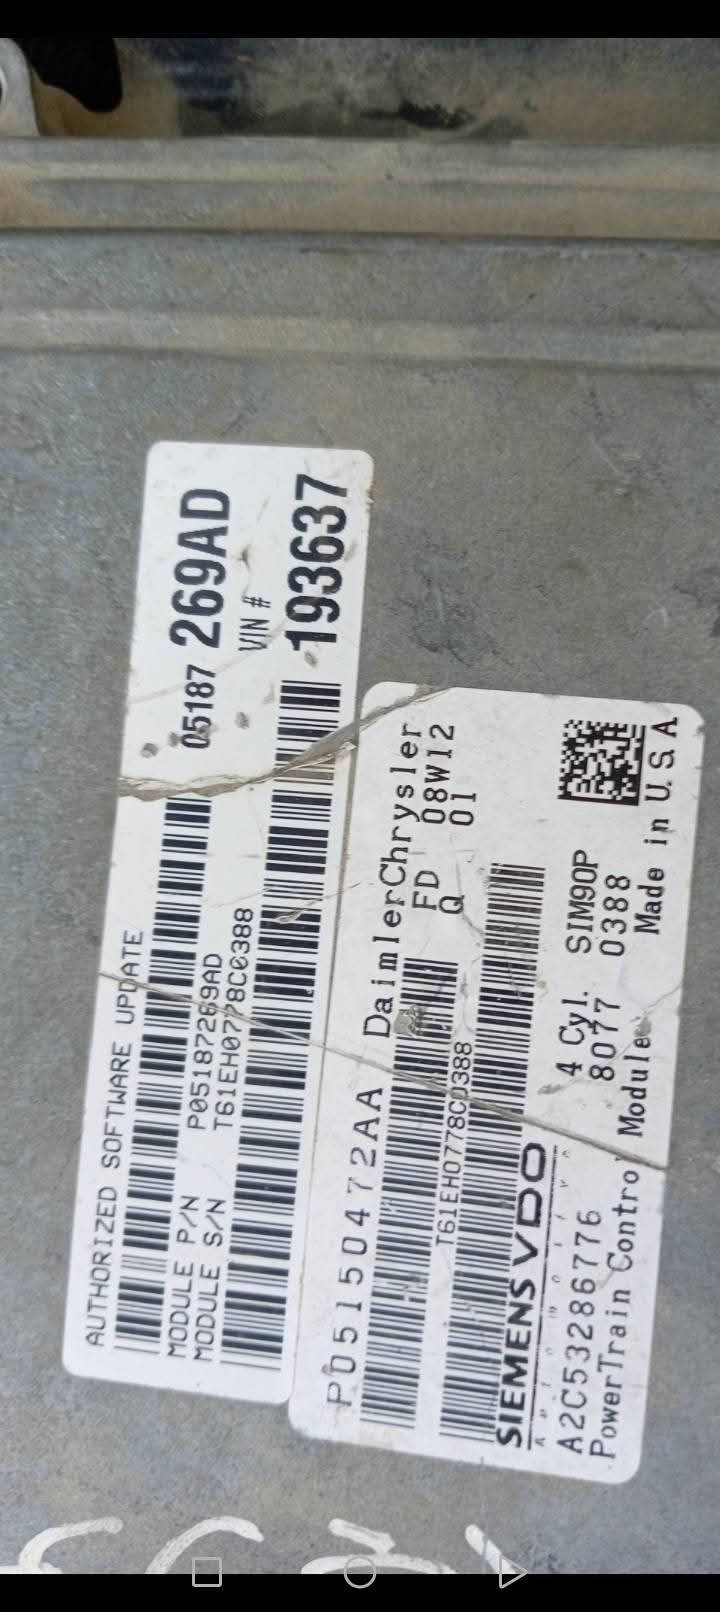 05187 269AD
VIN #
193637
AUTHORIZED SOFTWARE UPDATE
MODULE P/N P05187269AD
MODULE S/N T61EH0778C0388
P05150472AA DaimlerChrysler
FD 08W12
Q 01
T61EH0778C0388
SIEMENS VDO
Automotive
A2C53286776 4 Cyl. SIM90P
8077 0388
PowerTrain Control Module Made in U.S.A